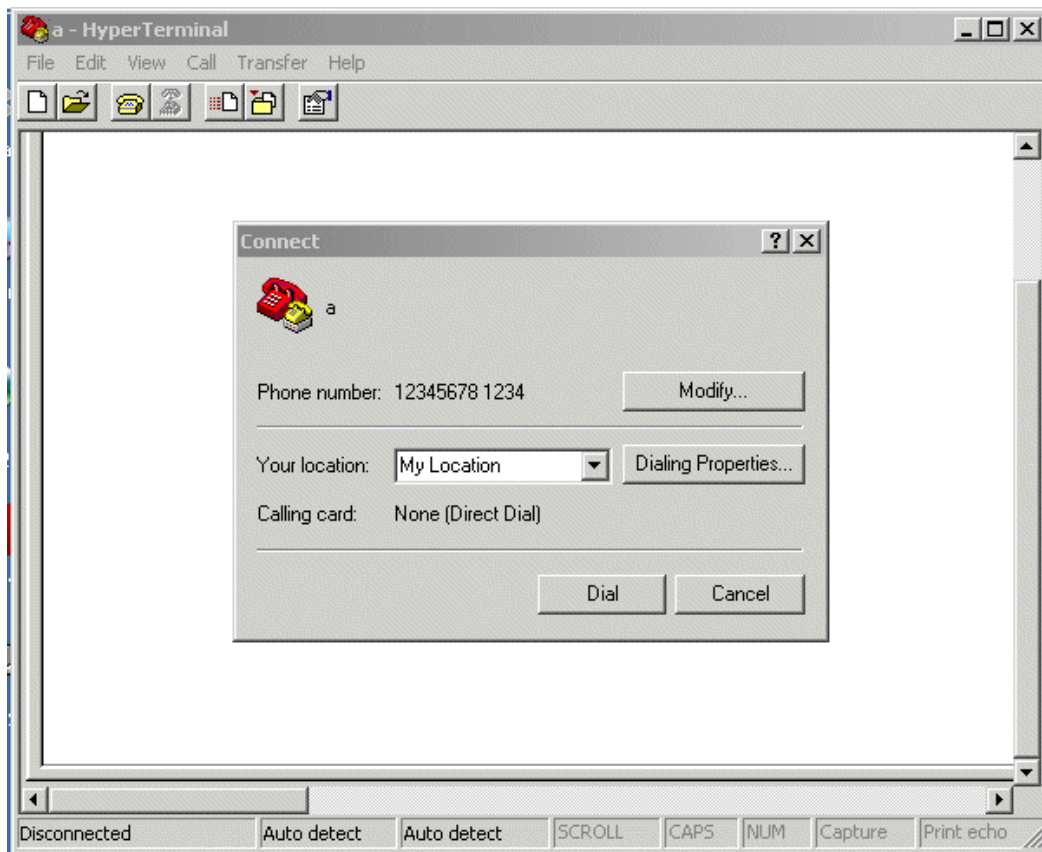 a - HyperTerminal
File Edit View Call Transfer Help
Connect
a
Phone number: 12345678 1234 Modify...
Your location: My Location Dialing Properties...
Calling card: None (Direct Dial)
Dial Cancel
Disconnected Auto detect Auto detect SCROLL CAPS NUM Capture Print echo